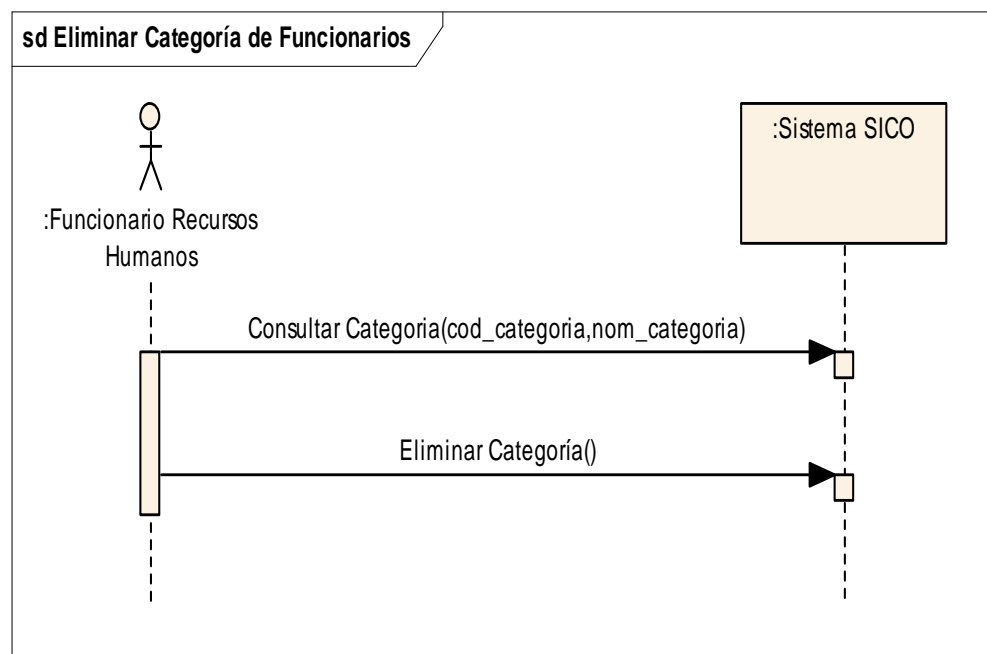 sd Eliminar Categoría de Funcionarios
:Sistema SICO
:Funcionario Recursos
Humanos
Consultar Categoria(cod_categoria,nom_categoria)
Eliminar Categoría()